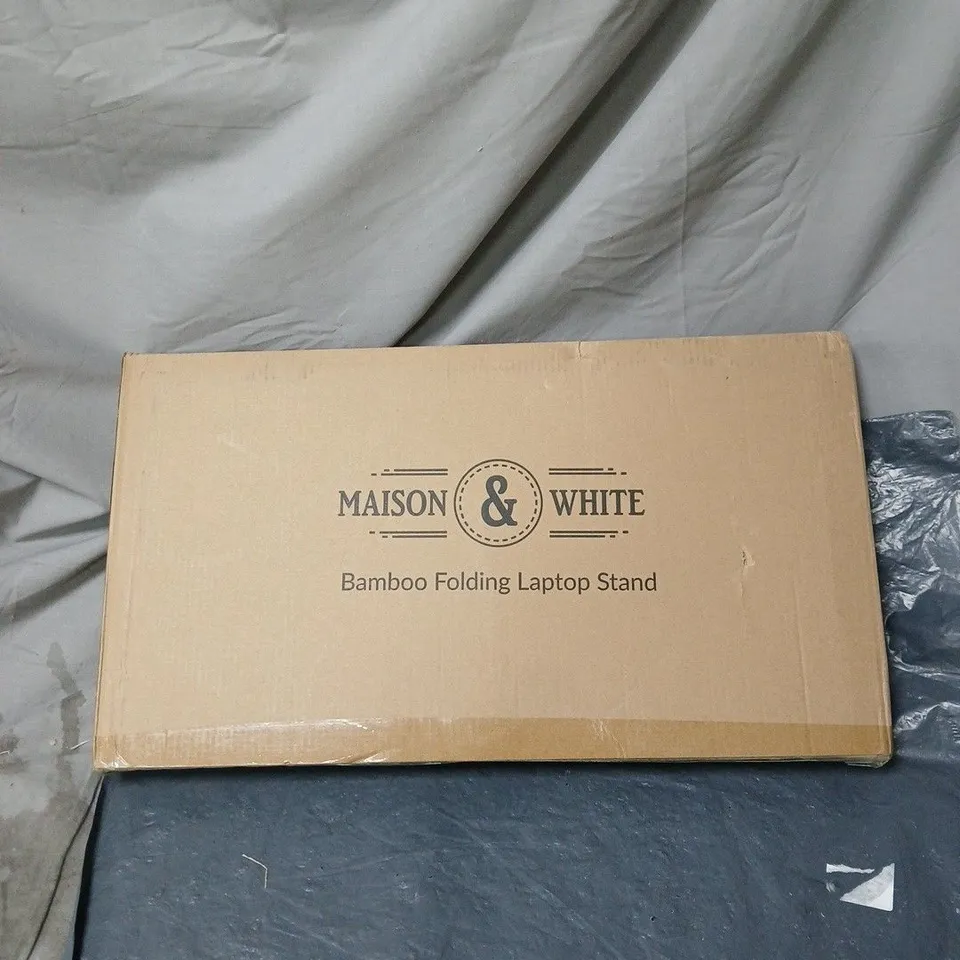 MAISON & WHITE
Bamboo Folding Laptop Stand